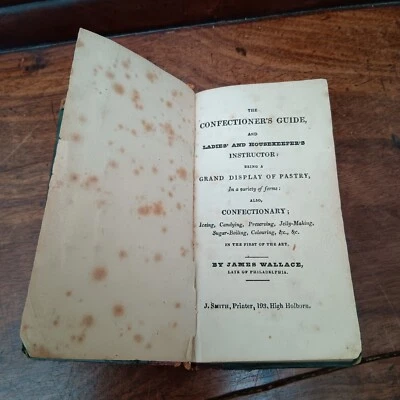 THE
CONFECTIONER'S GUIDE,
AND
LADIES' AND HOUSEKEEPER'S
INSTRUCTOR:
BEING A
GRAND DISPLAY OF PASTRY,
In a variety of forms:
ALSO,
CONFECTIONARY;
Iceing, Candying, Preserving, Jelly-Making,
Sugar-Boiling, Colouring, &c., &c.
IN THE FIRST OF THE ART,
BY JAMES WALLACE,
LATE OF PHILADELPHIA.
J. SMITH, Printer, 193, High Holborn.